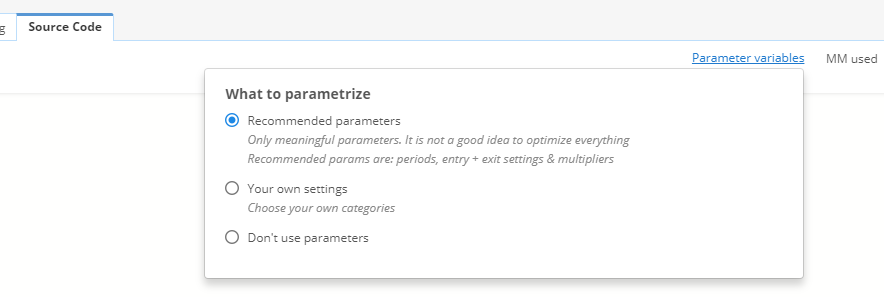 g
Source Code
Parameter variables
MM used
What to parametrize
Recommended parameters
Only meaningful parameters. It is not a good idea to optimize everything
Recommended params are: periods, entry + exit settings & multipliers
Your own settings
Choose your own categories
Don't use parameters